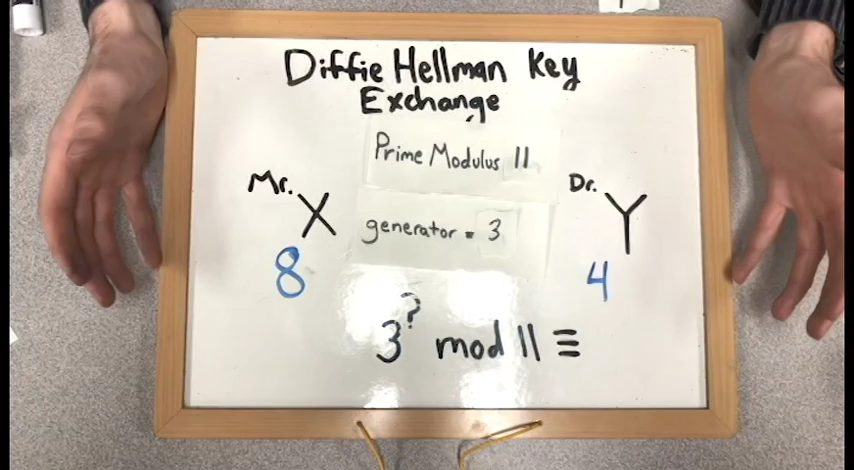 Diffie Hellman Key
Exchange
Prime Modulus 11
Mr. X
Dr. Y
generator = 3
8
4
3^? mod 11 ≡